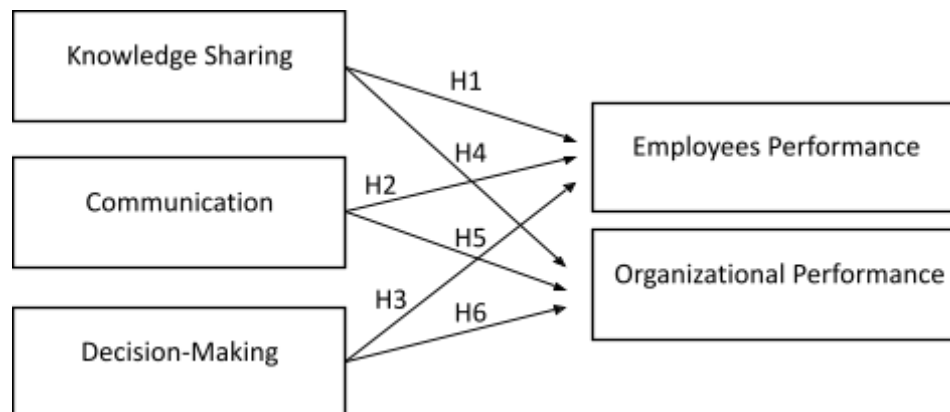 Knowledge Sharing
H1
Employees Performance
H4
Communication
H2
H5
Organizational Performance
H3
H6
Decision-Making